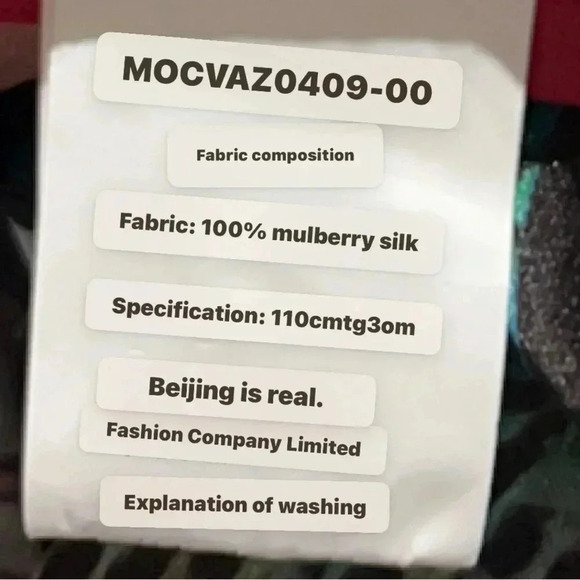 MOCVAZ0409-00
Fabric composition
Fabric: 100% mulberry silk
Specification: 110cmtg3om
Beijing is real.
Fashion Company Limited
Explanation of washing